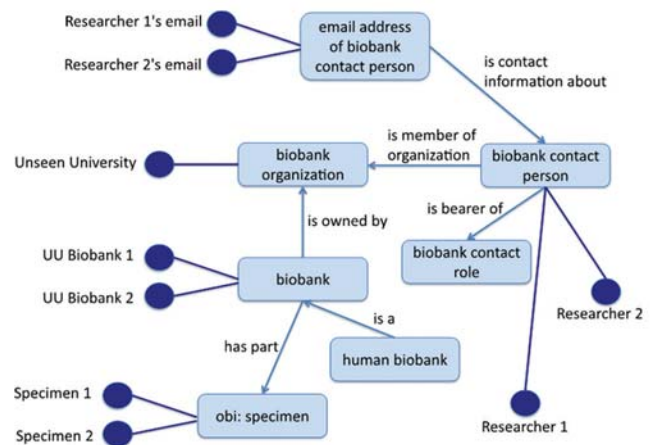 Researcher 1's email
Researcher 2's email
email address
of biobank
contact person
is contact
information about
Unseen University
biobank
organization
is member of
organization
biobank contact
person
is owned by
is bearer of
biobank contact
role
UU Biobank 1
UU Biobank 2
biobank
Researcher 2
has part
is a
human biobank
Specimen 1
Specimen 2
obi: specimen
Researcher 1